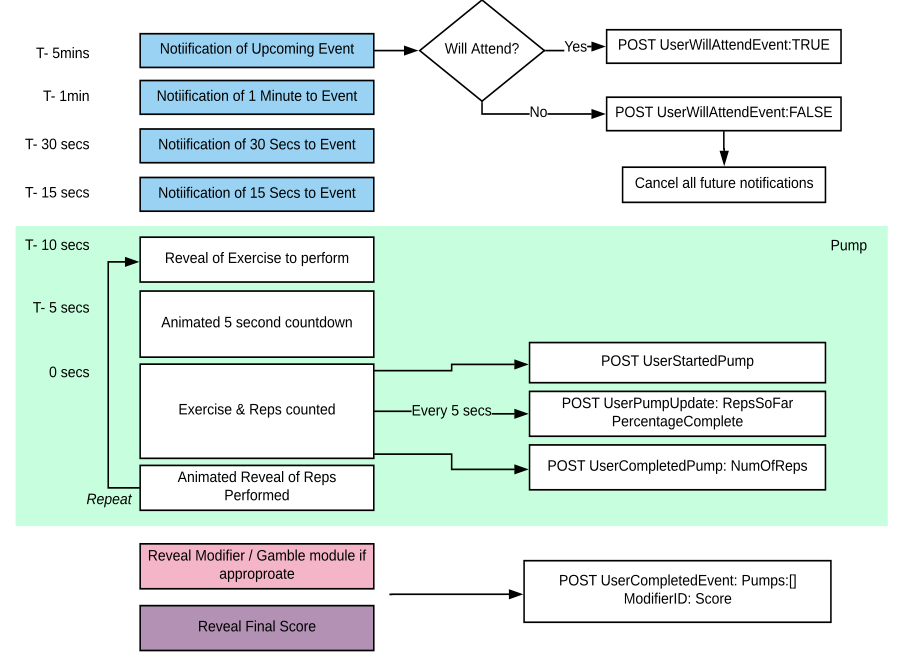 T- 5mins
Notiification of Upcoming Event
Will Attend?
Yes
POST UserWillAttendEvent:TRUE
T- 1min
Notiification of 1 Minute to Event
No
POST UserWillAttendEvent:FALSE
T- 30 secs
Notiification of 30 Secs to Event
T- 15 secs
Notiification of 15 Secs to Event
Cancel all future notifications
T- 10 secs
Reveal of Exercise to perform
Pump
T- 5 secs
Animated 5 second countdown
0 secs
Exercise & Reps counted
POST UserStartedPump
Every 5 secs
POST UserPumpUpdate: RepsSoFar
PercentageComplete
POST UserCompletedPump: NumOfReps
Animated Reveal of Reps
Performed
Repeat
Reveal Modifier / Gamble module if
approproate
POST UserCompletedEvent: Pumps:[]
ModifierID: Score
Reveal Final Score